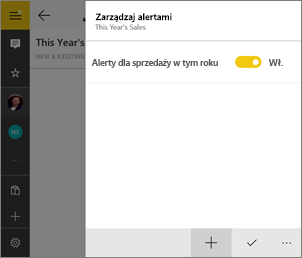 Zarządzaj alertami
This Year's Sales
This Year's
NEW & EXISTING
Alerty dla sprzedaży w tym roku
Wł.
NS